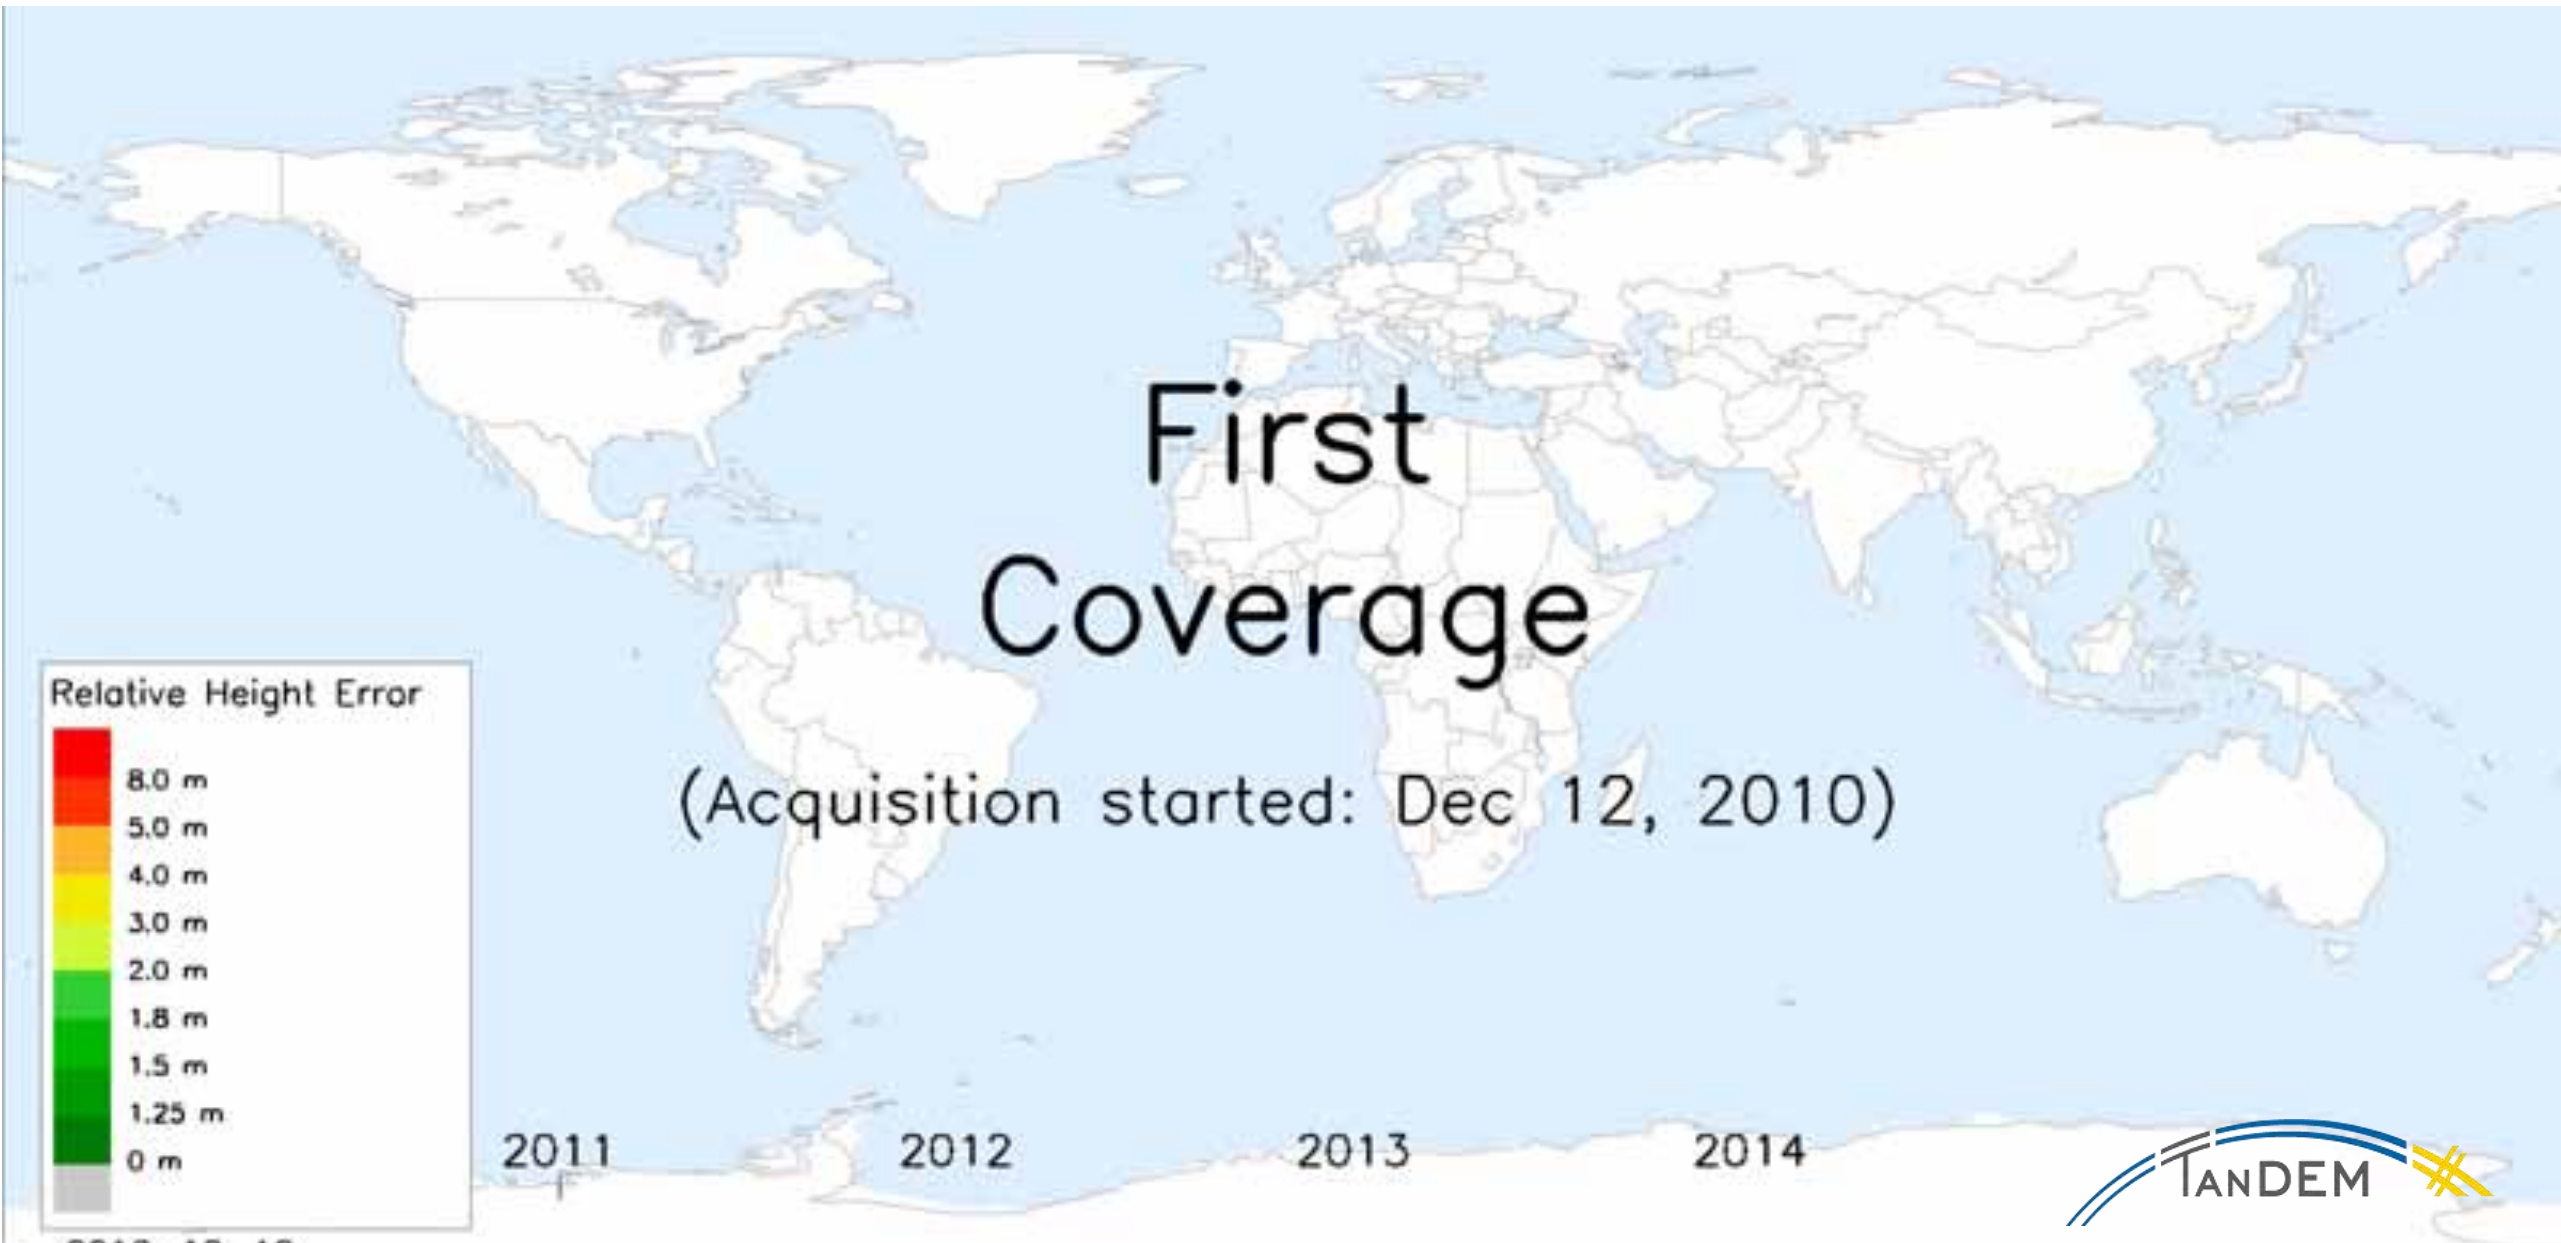 First
Coverage
(Acquisition started: Dec 12, 2010)
Relative Height Error
8.0 m
5.0 m
4.0 m
3.0 m
2.0 m
1.8 m
1.5 m
1.25 m
0 m
2011 2012 2013 2014
TANDEM